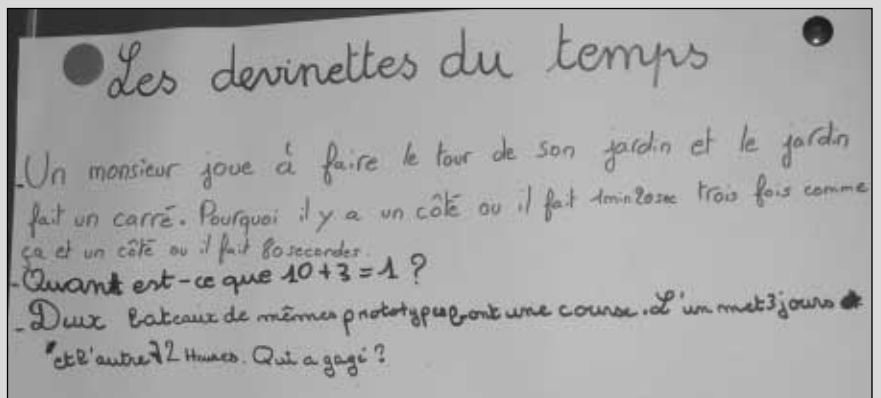 Les devinettes du temps
-Un monsieur joue à faire le tour de son jardin et le jardin
fait un carré. Pourquoi il y a un côté ou il fait 1min20sec trois fois comme
ça et un côté ou il fait 80 secondes.
-Quant est-ce que 10+3=1 ?
-Deux bateaux de mêmes prototypes font une course. L'un met 3 jours
et l'autre 72 Heures. Qui a gagé ?